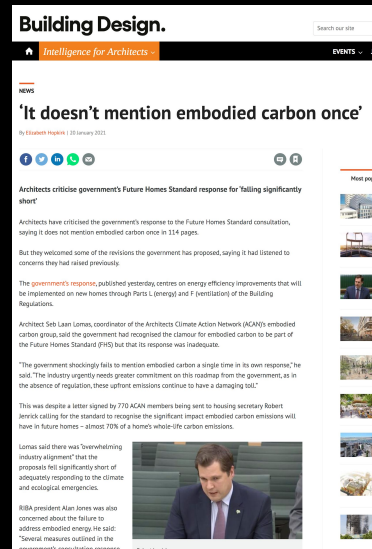 Building Design.
Search our site
Intelligence for Architects
EVENTS
NEWS
‘It doesn’t mention embodied carbon once’
By Elizabeth Hopkirk | 20 January 2021
Most pop
Architects criticise government’s Future Homes Standard response for ‘falling significantly
short’
Architects have criticised the government’s response to the Future Homes Standard consultation,
saying it does not mention embodied carbon once in 114 pages.
But they welcomed some of the revisions the government has proposed, saying it had listened to
concerns they had raised previously.
The government’s response, published yesterday, centres on energy efficiency improvements that will
be implemented on new homes through Parts L (energy) and F (ventilation) of the Building
Regulations.
Architect Seb Laan Lomas, coordinator of the Architects Climate Action Network (ACAN)’s embodied
carbon group, said the government had recognised the clamour for embodied carbon to be part of
the Future Homes Standard (FHS) but that its response was inadequate.
“The government shockingly fails to mention embodied carbon a single time in its own response,” he
said. “The industry urgently needs greater commitment on this roadmap from the government, as in
the absence of regulation, these upfront emissions continue to have a damaging toll.”
This was despite a letter signed by 770 ACAN members being sent to housing secretary Robert
Jenrick calling for the standard to recognise the significant impact embodied carbon emissions will
have in future homes – almost 70% of a home’s whole-life carbon emissions.
Lomas said there was “overwhelming
industry alignment” that the
proposals fell significantly short of
adequately responding to the climate
and ecological emergencies.
RIBA president Alan Jones was also
concerned about the failure to
address embodied energy. He said:
“Several measures outlined in the
government’s consultation response